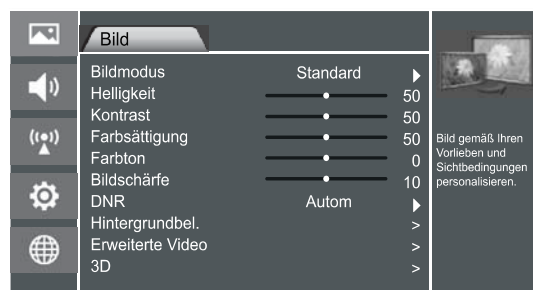 Bild
Bildmodus Standard
Helligkeit 50
Kontrast 50
Farbsättigung 50
Farbton 0
Bildschärfe 10
DNR Autom
Hintergrundbel. >
Erweiterte Video >
3D >
Bild gemäß Ihren
Vorlieben und
Sichtbedingungen
personalisieren.